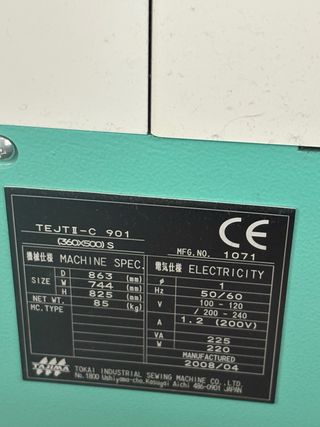 TEJTⅡ-C 901
(360X500)S
CE
MFG.NO. 1071
機械仕様 MACHINE SPEC.
電気仕様 ELECTRICITY
SIZE
D 863 (mm)
W 744 (mm)
H 825 (mm)
NET WT. 85 (Kg)
MC.TYPE
φ 1
Hz 50/60
V 100-120
/ 200-240
A 1.2 (200V)
VA 225
W 220
MANUFACTURED
2008/04
TAJIMA
TOKAI INDUSTRIAL SEWING MACHINE CO.,LTD.
No.1800 Ushiyama-cho, Kasugai Aichi 486-0901 JAPAN